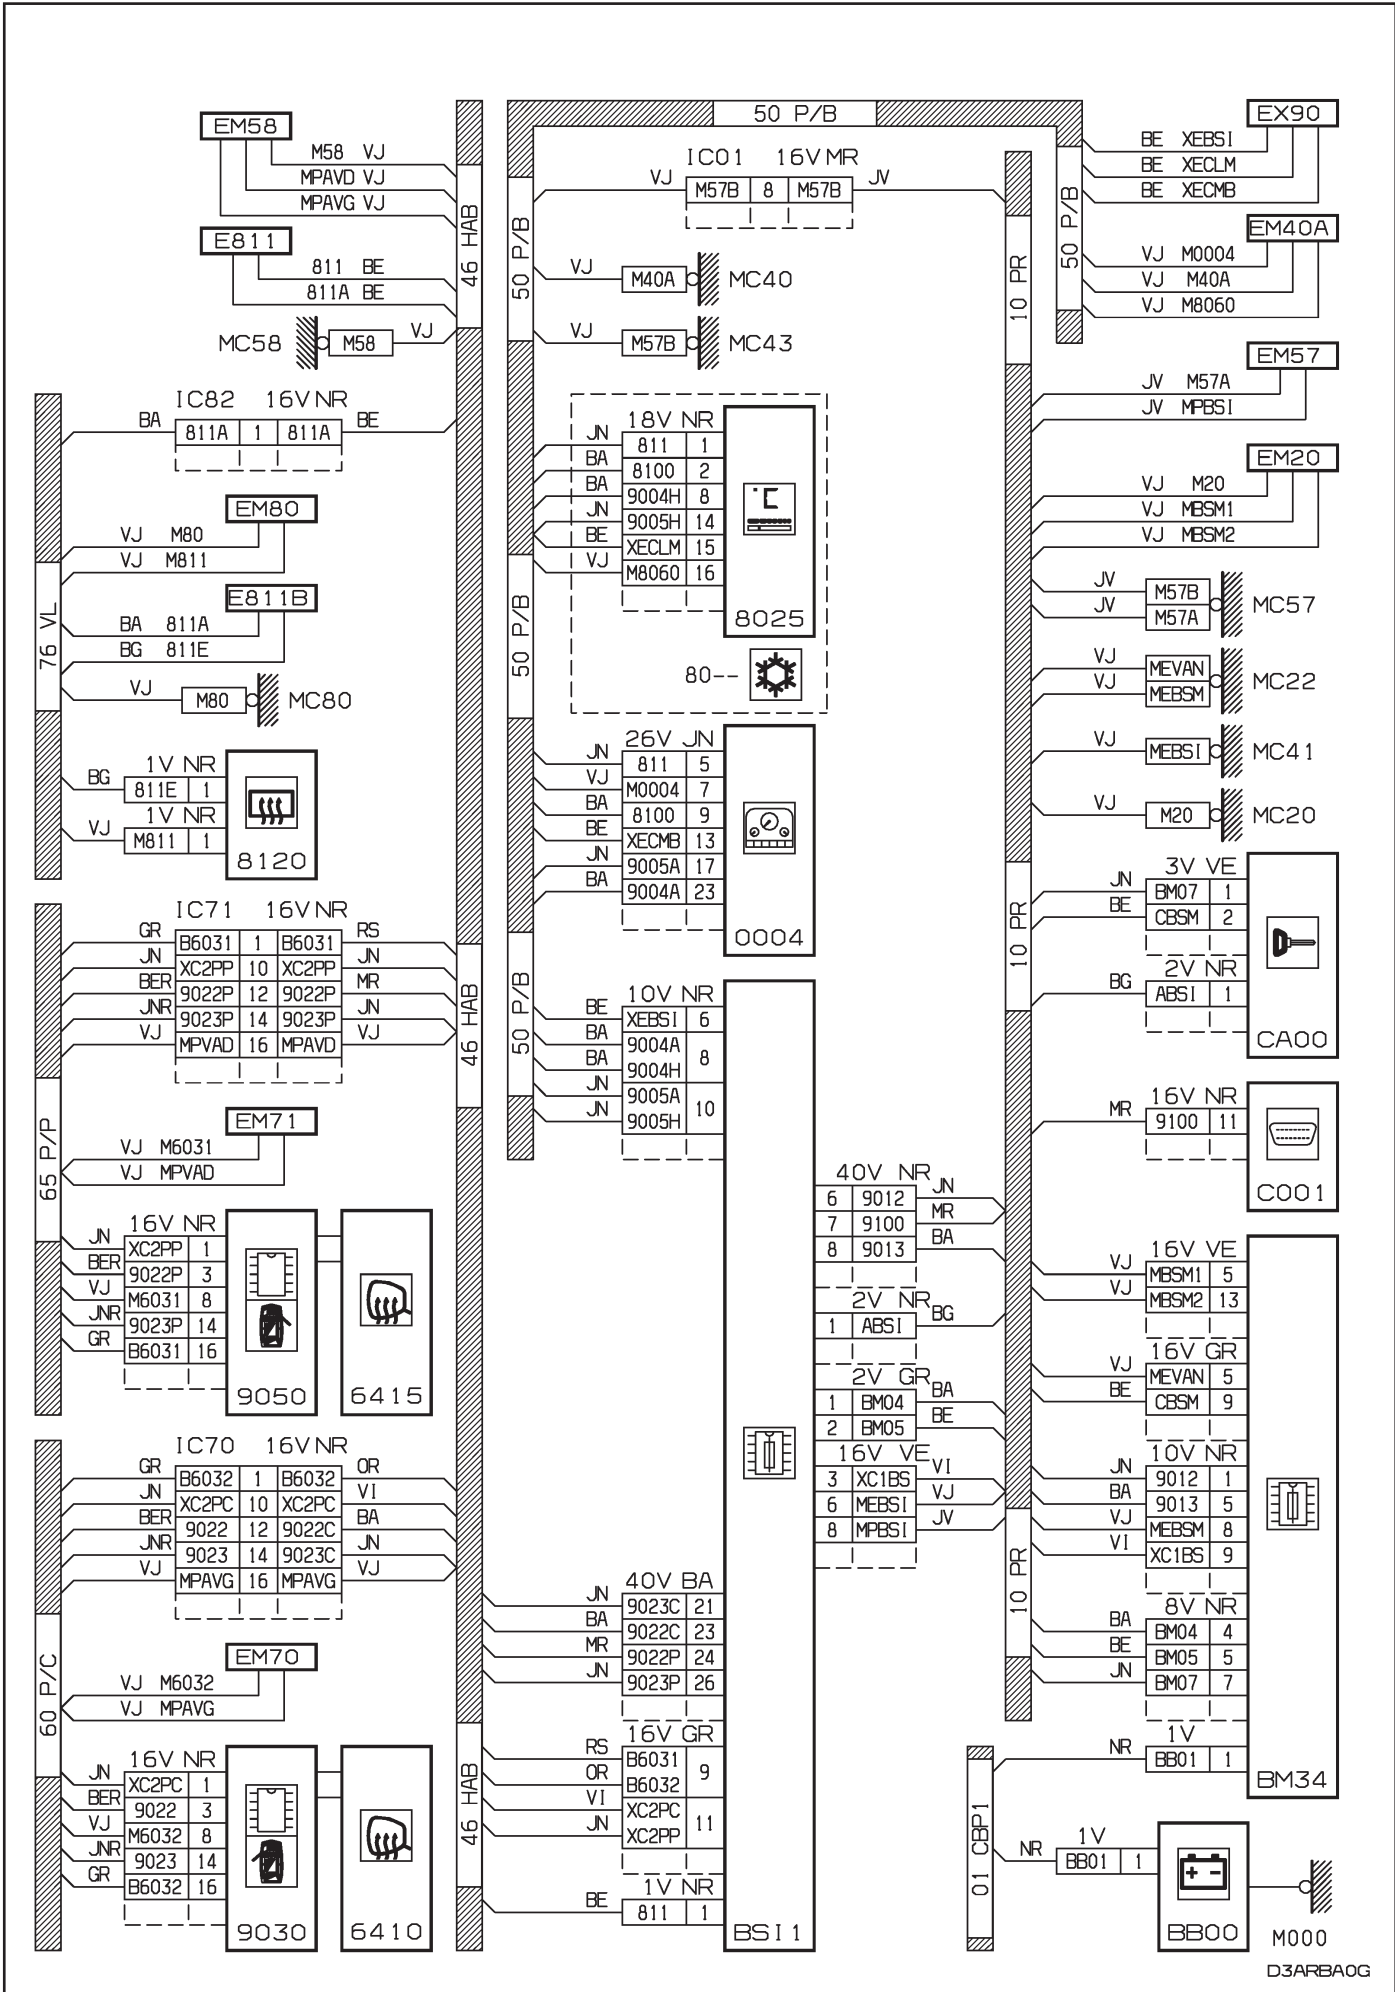 50 P/B
EM58
M58 VJ
MPAVD VJ
MPAVG VJ
E811
811 BE
811A BE
MC58 M58 VJ
46 HAB
IC82 16V NR
BA 811A 1 811A BE
EM80
VJ M80
VJ M811
E811B
BA 811A
BG 811E
VJ M80 MC80
76 VL
1V NR
BG 811E 1
1V NR
VJ M811 1
8120
IC71 16V NR
GR B6031 1 B6031 RS
JN XC2PP 10 XC2PP JN
BER 9022P 12 9022P MR
JNR 9023P 14 9023P JN
VJ MPVAD 16 MPAVD VJ
46 HAB
EM71
VJ M6031
VJ MPVAD
65 P/P
16V NR
JN XC2PP 1
BER 9022P 3
VJ M6031 8
JNR 9023P 14
GR B6031 16
9050
6415
IC70 16V NR
GR B6032 1 B6032 OR
JN XC2PC 10 XC2PC VI
BER 9022 12 9022C BA
JNR 9023 14 9023C JN
VJ MPAVG 16 MPAVG VJ
EM70
VJ M6032
VJ MPAVG
60 P/C
16V NR
JN XC2PC 1
BER 9022 3
VJ M6032 8
JNR 9023 14
GR B6032 16
9030
6410
46 HAB
IC01 16V MR
VJ M57B 8 M57B JV
50 P/B
VJ M40A MC40
VJ M57B MC43
18V NR
JN 811 1
BA 8100 2
BA 9004H 8
JN 9005H 14
BE XECLM 15
VJ M8060 16
8025
80--
50 P/B
26V JN
JN 811 5
VJ M0004 7
BA 8100 9
BE XECMB 13
JN 9005A 17
BA 9004A 23
0004
50 P/B
10V NR
BE XEBSI 6
BA 9004A
8
BA 9004H
JN 9005A
10
JN 9005H
40V NR
6 9012 JN
7 9100 MR
8 9013 BA
2V NR
1 ABSI BG
2V GR
1 BM04 BA
2 BM05 BE
16V VE
3 XC1BS VI
6 MEBSI VJ
8 MPBSI JV
40V BA
JN 9023C 21
BA 9022C 23
MR 9022P 24
JN 9023P 26
16V GR
RS B6031
9
OR B6032
VI XC2PC
11
JN XC2PP
1V NR
BE 811 1
BSI1
EX90
BE XEBSI
BE XECLM
BE XECMB
EM40A
VJ M0004
VJ M40A
VJ M8060
50 P/B
10 PR
EM57
JV M57A
JV MPBSI
EM20
VJ M20
VJ MBSM1
VJ MBSM2
JV M57B
JV M57A
MC57
VJ MEVAN
VJ MEBSM
MC22
VJ MEBSI MC41
VJ M20 MC20
10 PR
3V VE
JN BM07 1
BE CBSM 2
2V NR
BG ABSI 1
CA00
16V NR
MR 9100 11
C001
16V VE
VJ MBSM1 5
VJ MBSM2 13
16V GR
VJ MEVAN 5
BE CBSM 9
10V NR
JN 9012 1
BA 9013 5
VJ MEBSM 8
VI XC1BS 9
10 PR
8V NR
BA BM04 4
BE BM05 5
JN BM07 7
1V
NR BB01 1
BM34
01 CBP1
1V
NR BB01 1
BB00
M000
D3ARBA0G